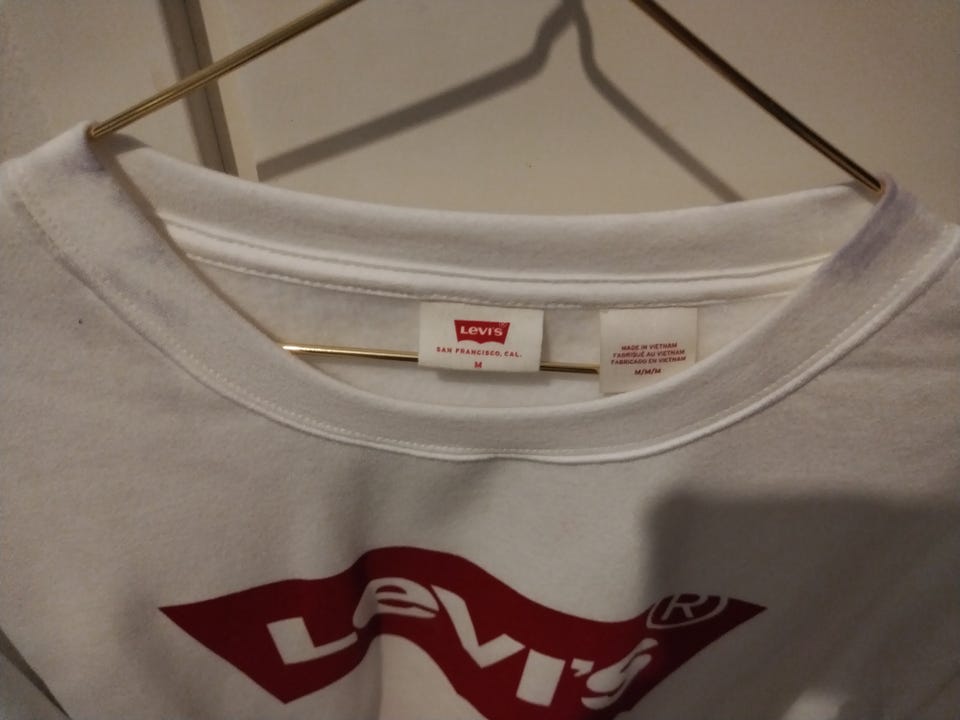 Levi's
SAN FRANCISCO, CAL.
M
MADE IN VIETNAM
FABRIQUÉ AU VIETNAM
FABRICADO EN VIETNAM
M/M/M
Levi's ®